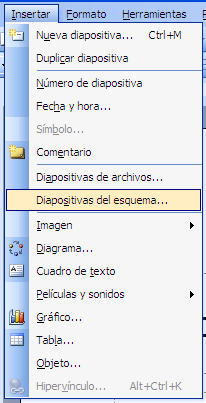 Insertar Formato Herramientas
Nueva diapositiva... Ctrl+M
Duplicar diapositiva
Número de diapositiva
Fecha y hora...
Símbolo...
Comentario
Diapositivas de archivos...
Diapositivas del esquema...
Imagen
Diagrama...
Cuadro de texto
Películas y sonidos
Gráfico...
Tabla...
Objeto...
Hipervínculo... Alt+Ctrl+K